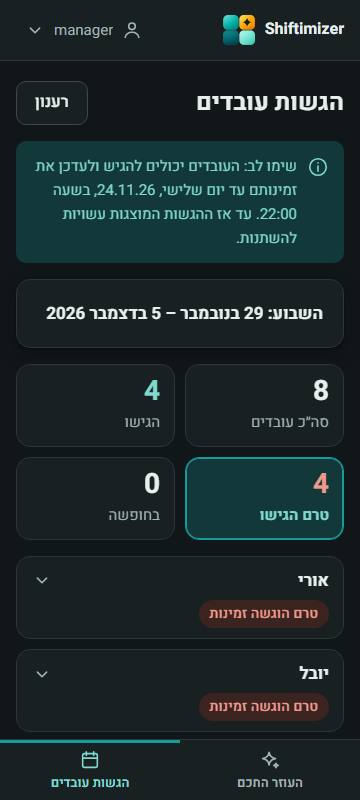 Shiftimizer
manager
הגשות עובדים
רענון
שימו לב: העובדים יכולים להגיש ולעדכן את
זמינותם עד יום שלישי, 24.11.26, בשעה
22:00. עד אז ההגשות המוצגות עשויות
להשתנות.
השבוע: 29 בנובמבר – 5 בדצמבר 2026
8
סה״כ עובדים
4
הגישו
4
טרם הגישו
0
בחופשה
אורי
טרם הוגשה זמינות
יובל
טרם הוגשה זמינות
העוזר החכם
הגשות עובדים